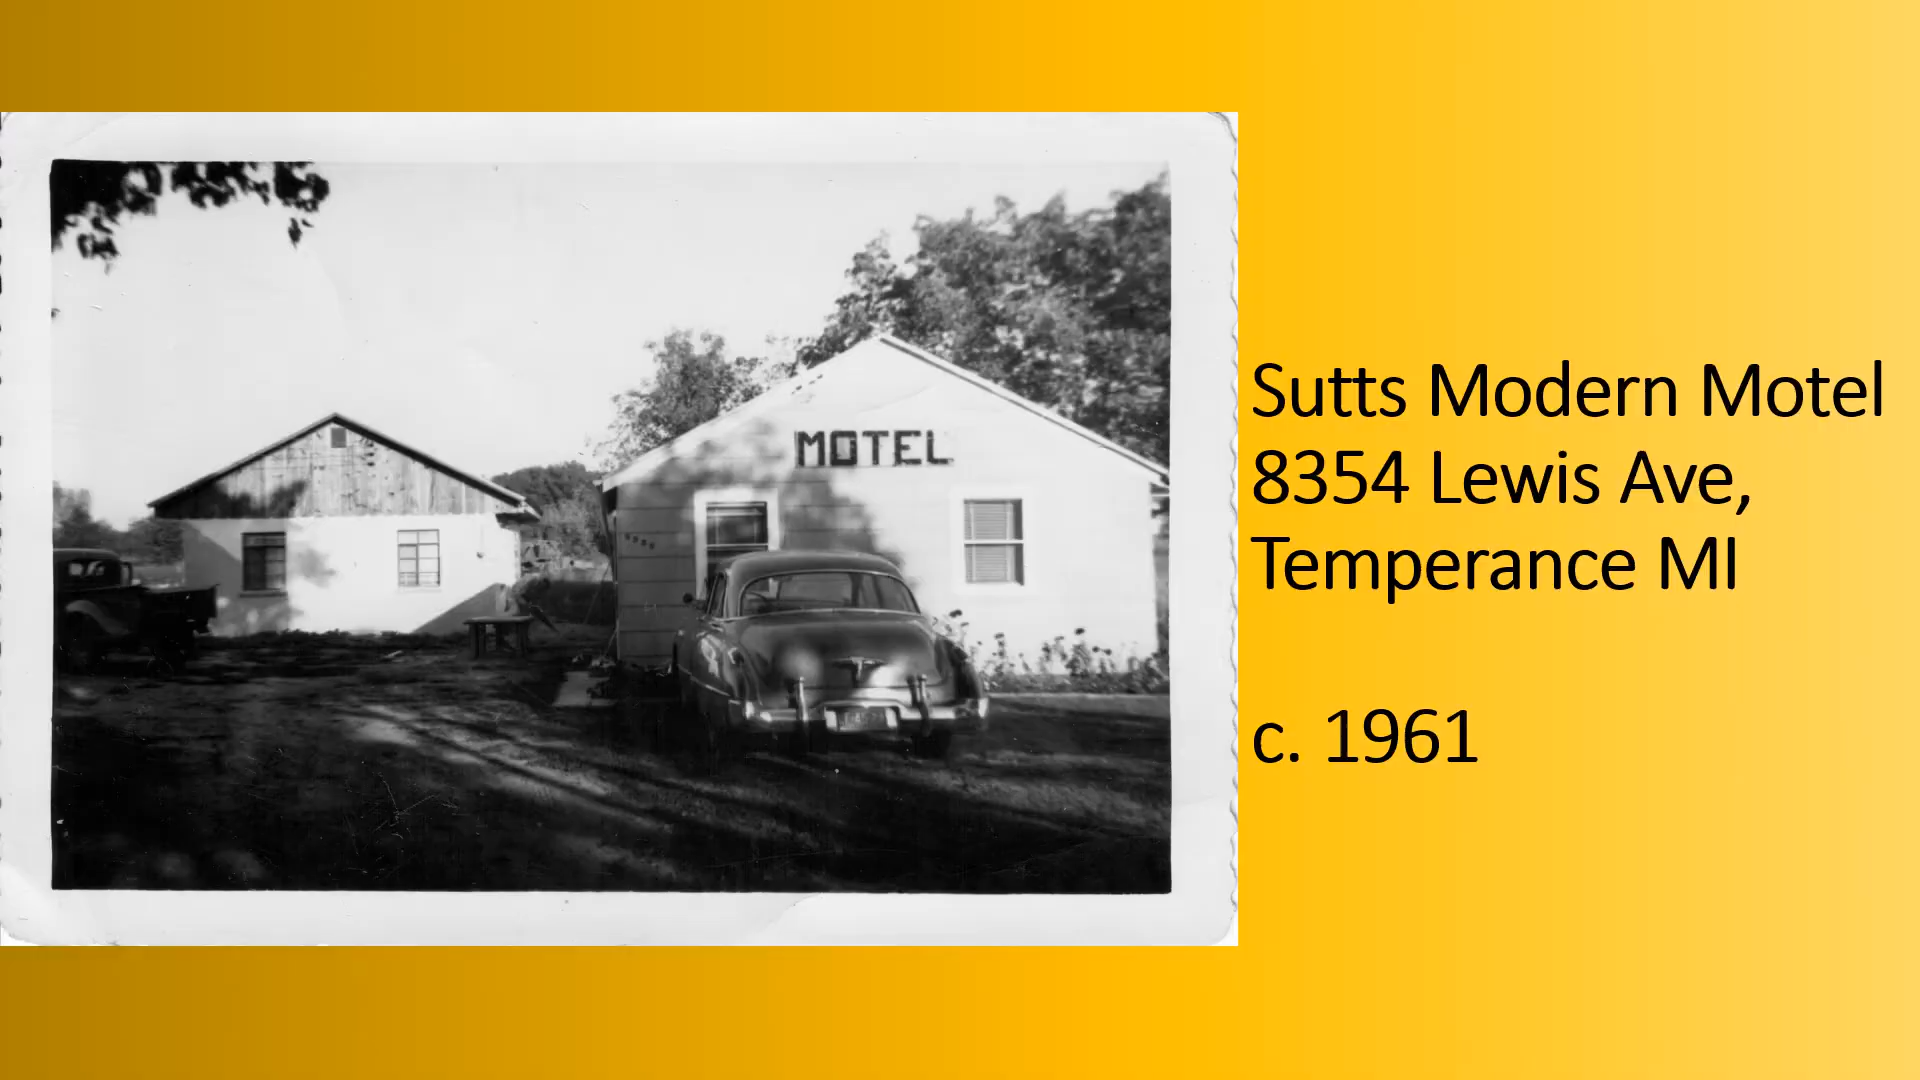 MOTEL
Sutts Modern Motel
8354 Lewis Ave,
Temperance MI
c. 1961